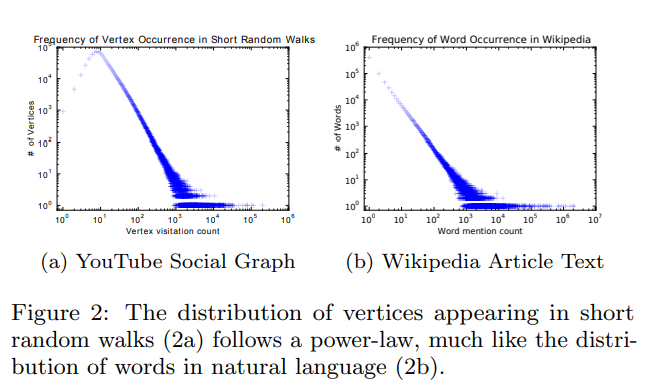 Frequency of Vertex Occurrence in Short Random Walks
# of Vertices
10^5
10^4
10^3
10^2
10^1
10^0
10^0 10^1 10^2 10^3 10^4 10^5 10^6
Vertex visitation count
(a) YouTube Social Graph
Frequency of Word Occurrence in Wikipedia
# of Words
10^6
10^5
10^4
10^3
10^2
10^1
10^0
10^0 10^1 10^2 10^3 10^4 10^5 10^6 10^7
Word mention count
(b) Wikipedia Article Text
Figure 2: The distribution of vertices appearing in short
random walks (2a) follows a power-law, much like the distri-
bution of words in natural language (2b).